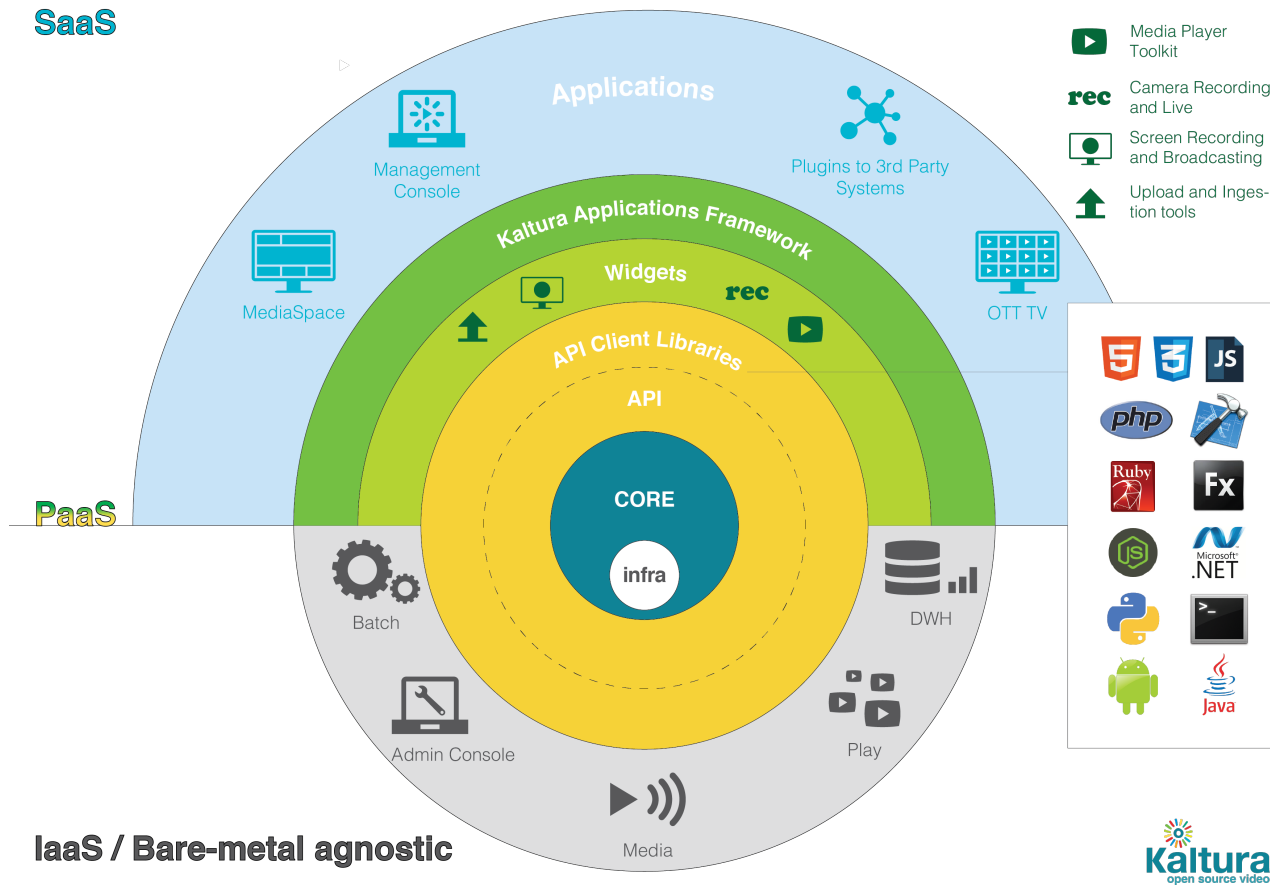 SaaS
Applications
Management
Console
Plugins to 3rd Party
Systems
MediaSpace
OTT TV
Kaltura Applications Framework
Widgets
rec
API Client Libraries
API
CORE
infra
PaaS
Batch
DWH
Admin Console
Play
Media
IaaS / Bare-metal agnostic
Media Player
Toolkit
rec
Camera Recording
and Live
Screen Recording
and Broadcasting
Upload and Inges-
tion tools
5
3
JS
php
Ruby
Fx
JS
Microsoft®
.NET
>_
Java
Kaltura
open source video